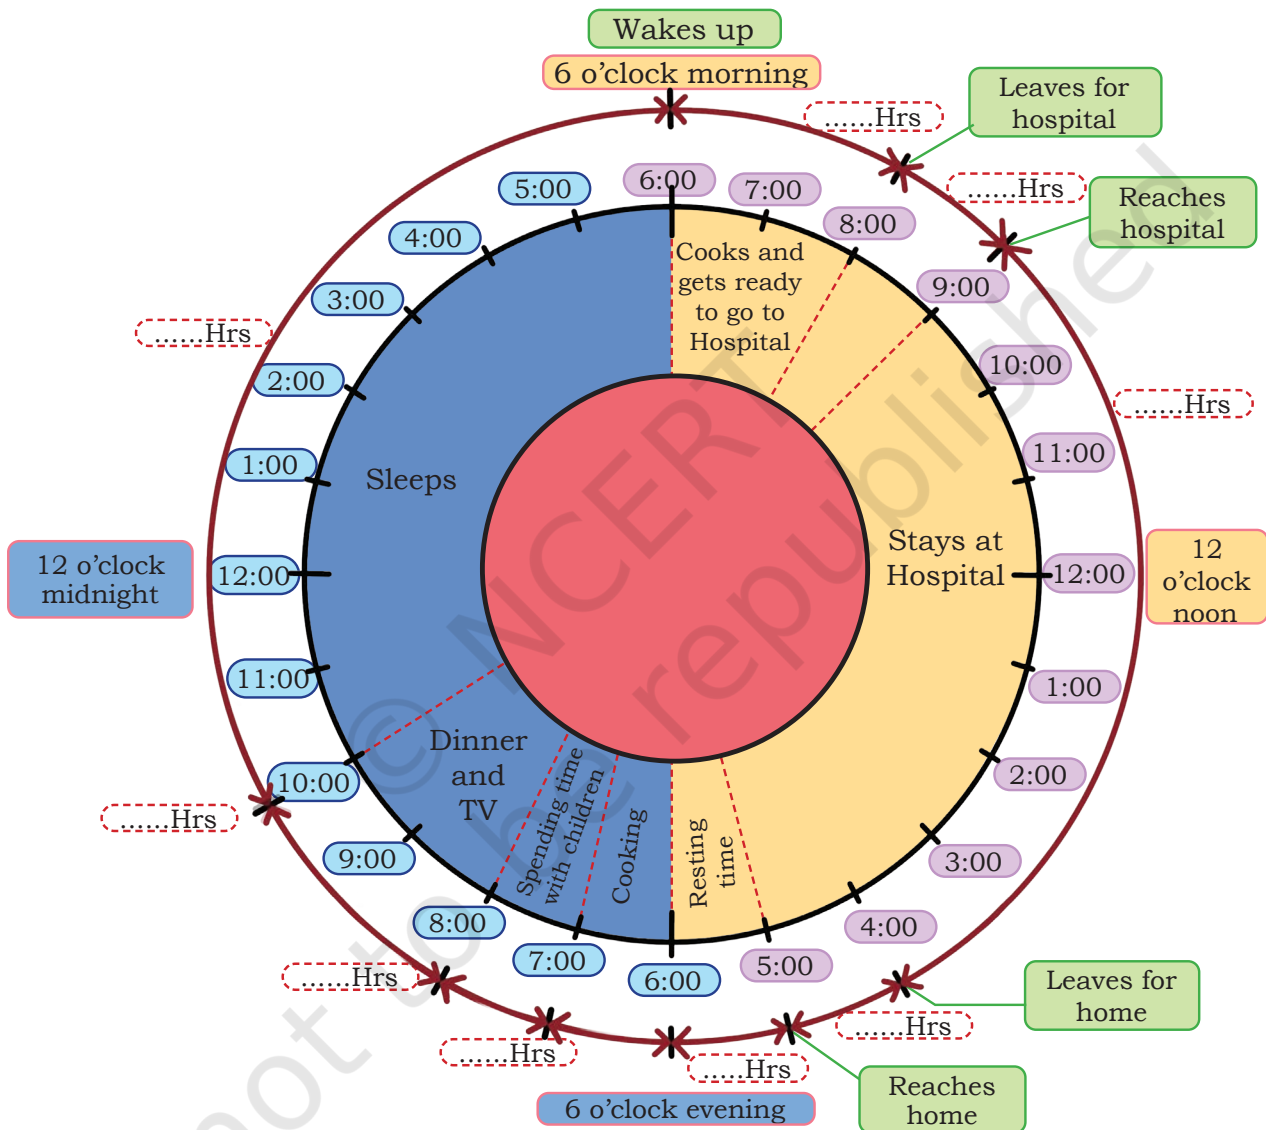 Wakes up
6 o'clock morning
......Hrs
Leaves for
hospital
......Hrs
Reaches
hospital
5:00
6:00
7:00
4:00
8:00
3:00
9:00
Cooks and
gets ready
to go to
Hospital
......Hrs
2:00
10:00
......Hrs
1:00
11:00
Sleeps
Stays at
Hospital
12 o'clock
midnight
12:00
12:00
12
o'clock
noon
11:00
1:00
10:00
2:00
Dinner
and
TV
Spending time
with children
Cooking
Resting
time
......Hrs
9:00
3:00
8:00
4:00
7:00
6:00
5:00
......Hrs
Leaves for
home
......Hrs
......Hrs
.....Hrs
Reaches
home
6 o'clock evening
© NCERT
not to be republished